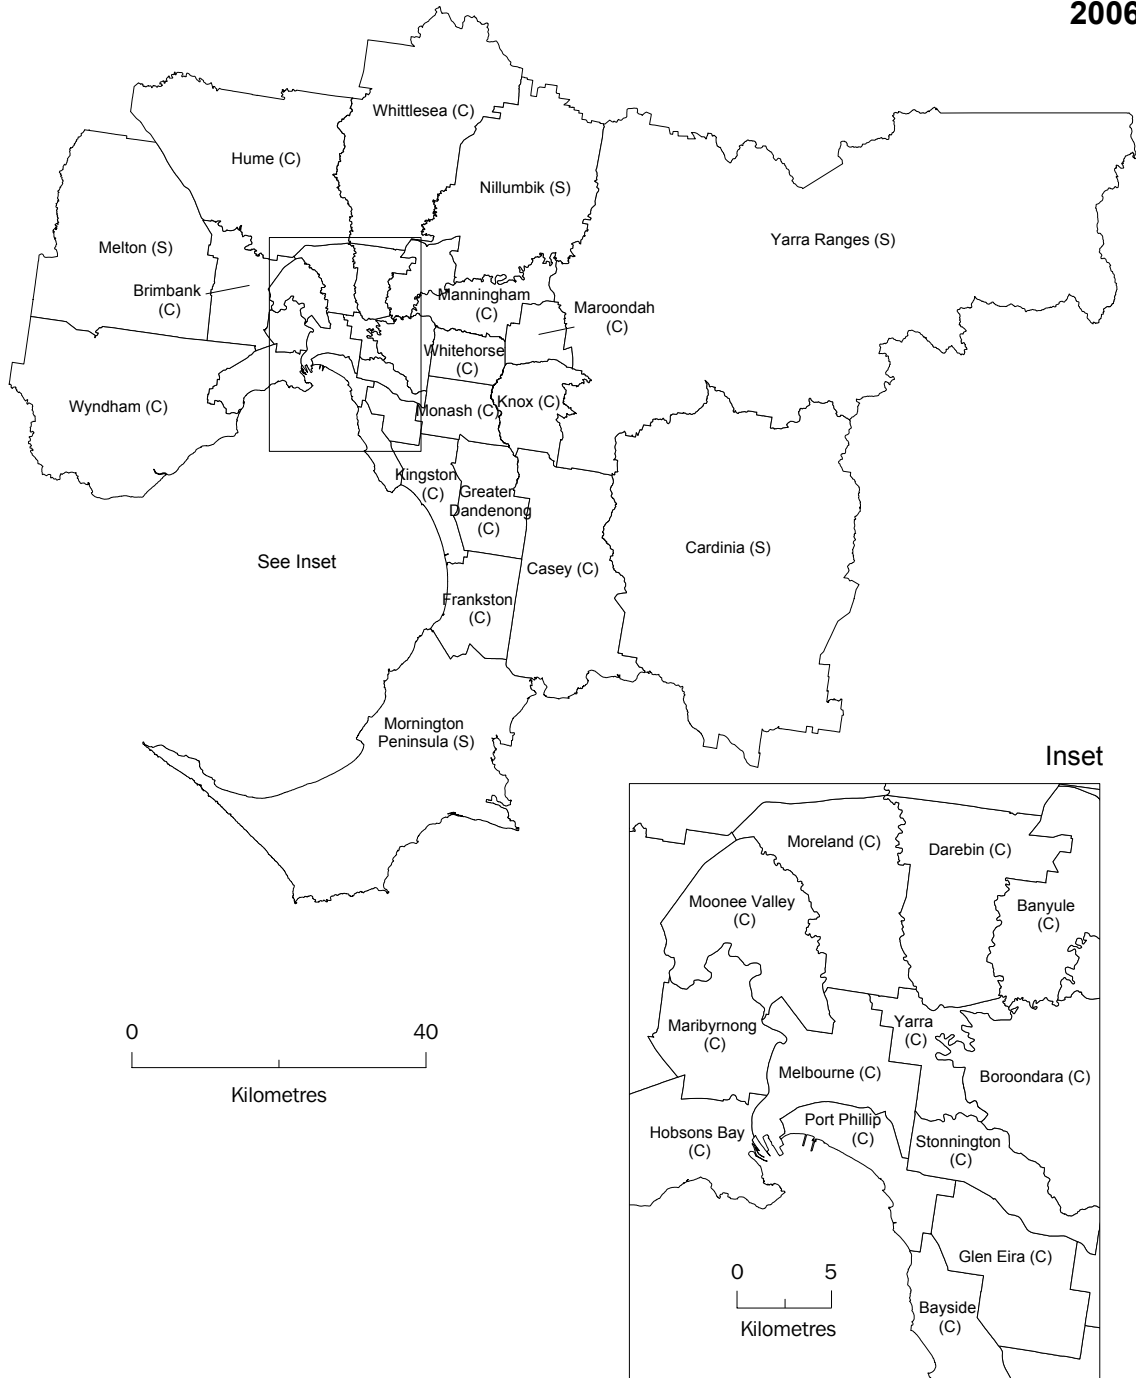 2006
Whittlesea (C)
Hume (C)
Nillumbik (S)
Yarra Ranges (S)
Melton (S)
Brimbank
(C)
Manningham
(C)
Maroondah
(C)
Whitehorse
(C)
Wyndham (C)
Monash (C)
Knox (C)
Kingston
(C)
Greater
Dandenong
(C)
Cardinia (S)
See Inset
Casey (C)
Frankston
(C)
Mornington
Peninsula (S)
Inset
Moreland (C)
Darebin (C)
Moonee Valley
(C)
Banyule
(C)
Maribyrnong
(C)
Yarra
(C)
Melbourne (C)
Boroondara (C)
Port Phillip
(C)
Hobsons Bay
(C)
Stonnington
(C)
Glen Eira (C)
Bayside
(C)
0 40
Kilometres
0 5
Kilometres